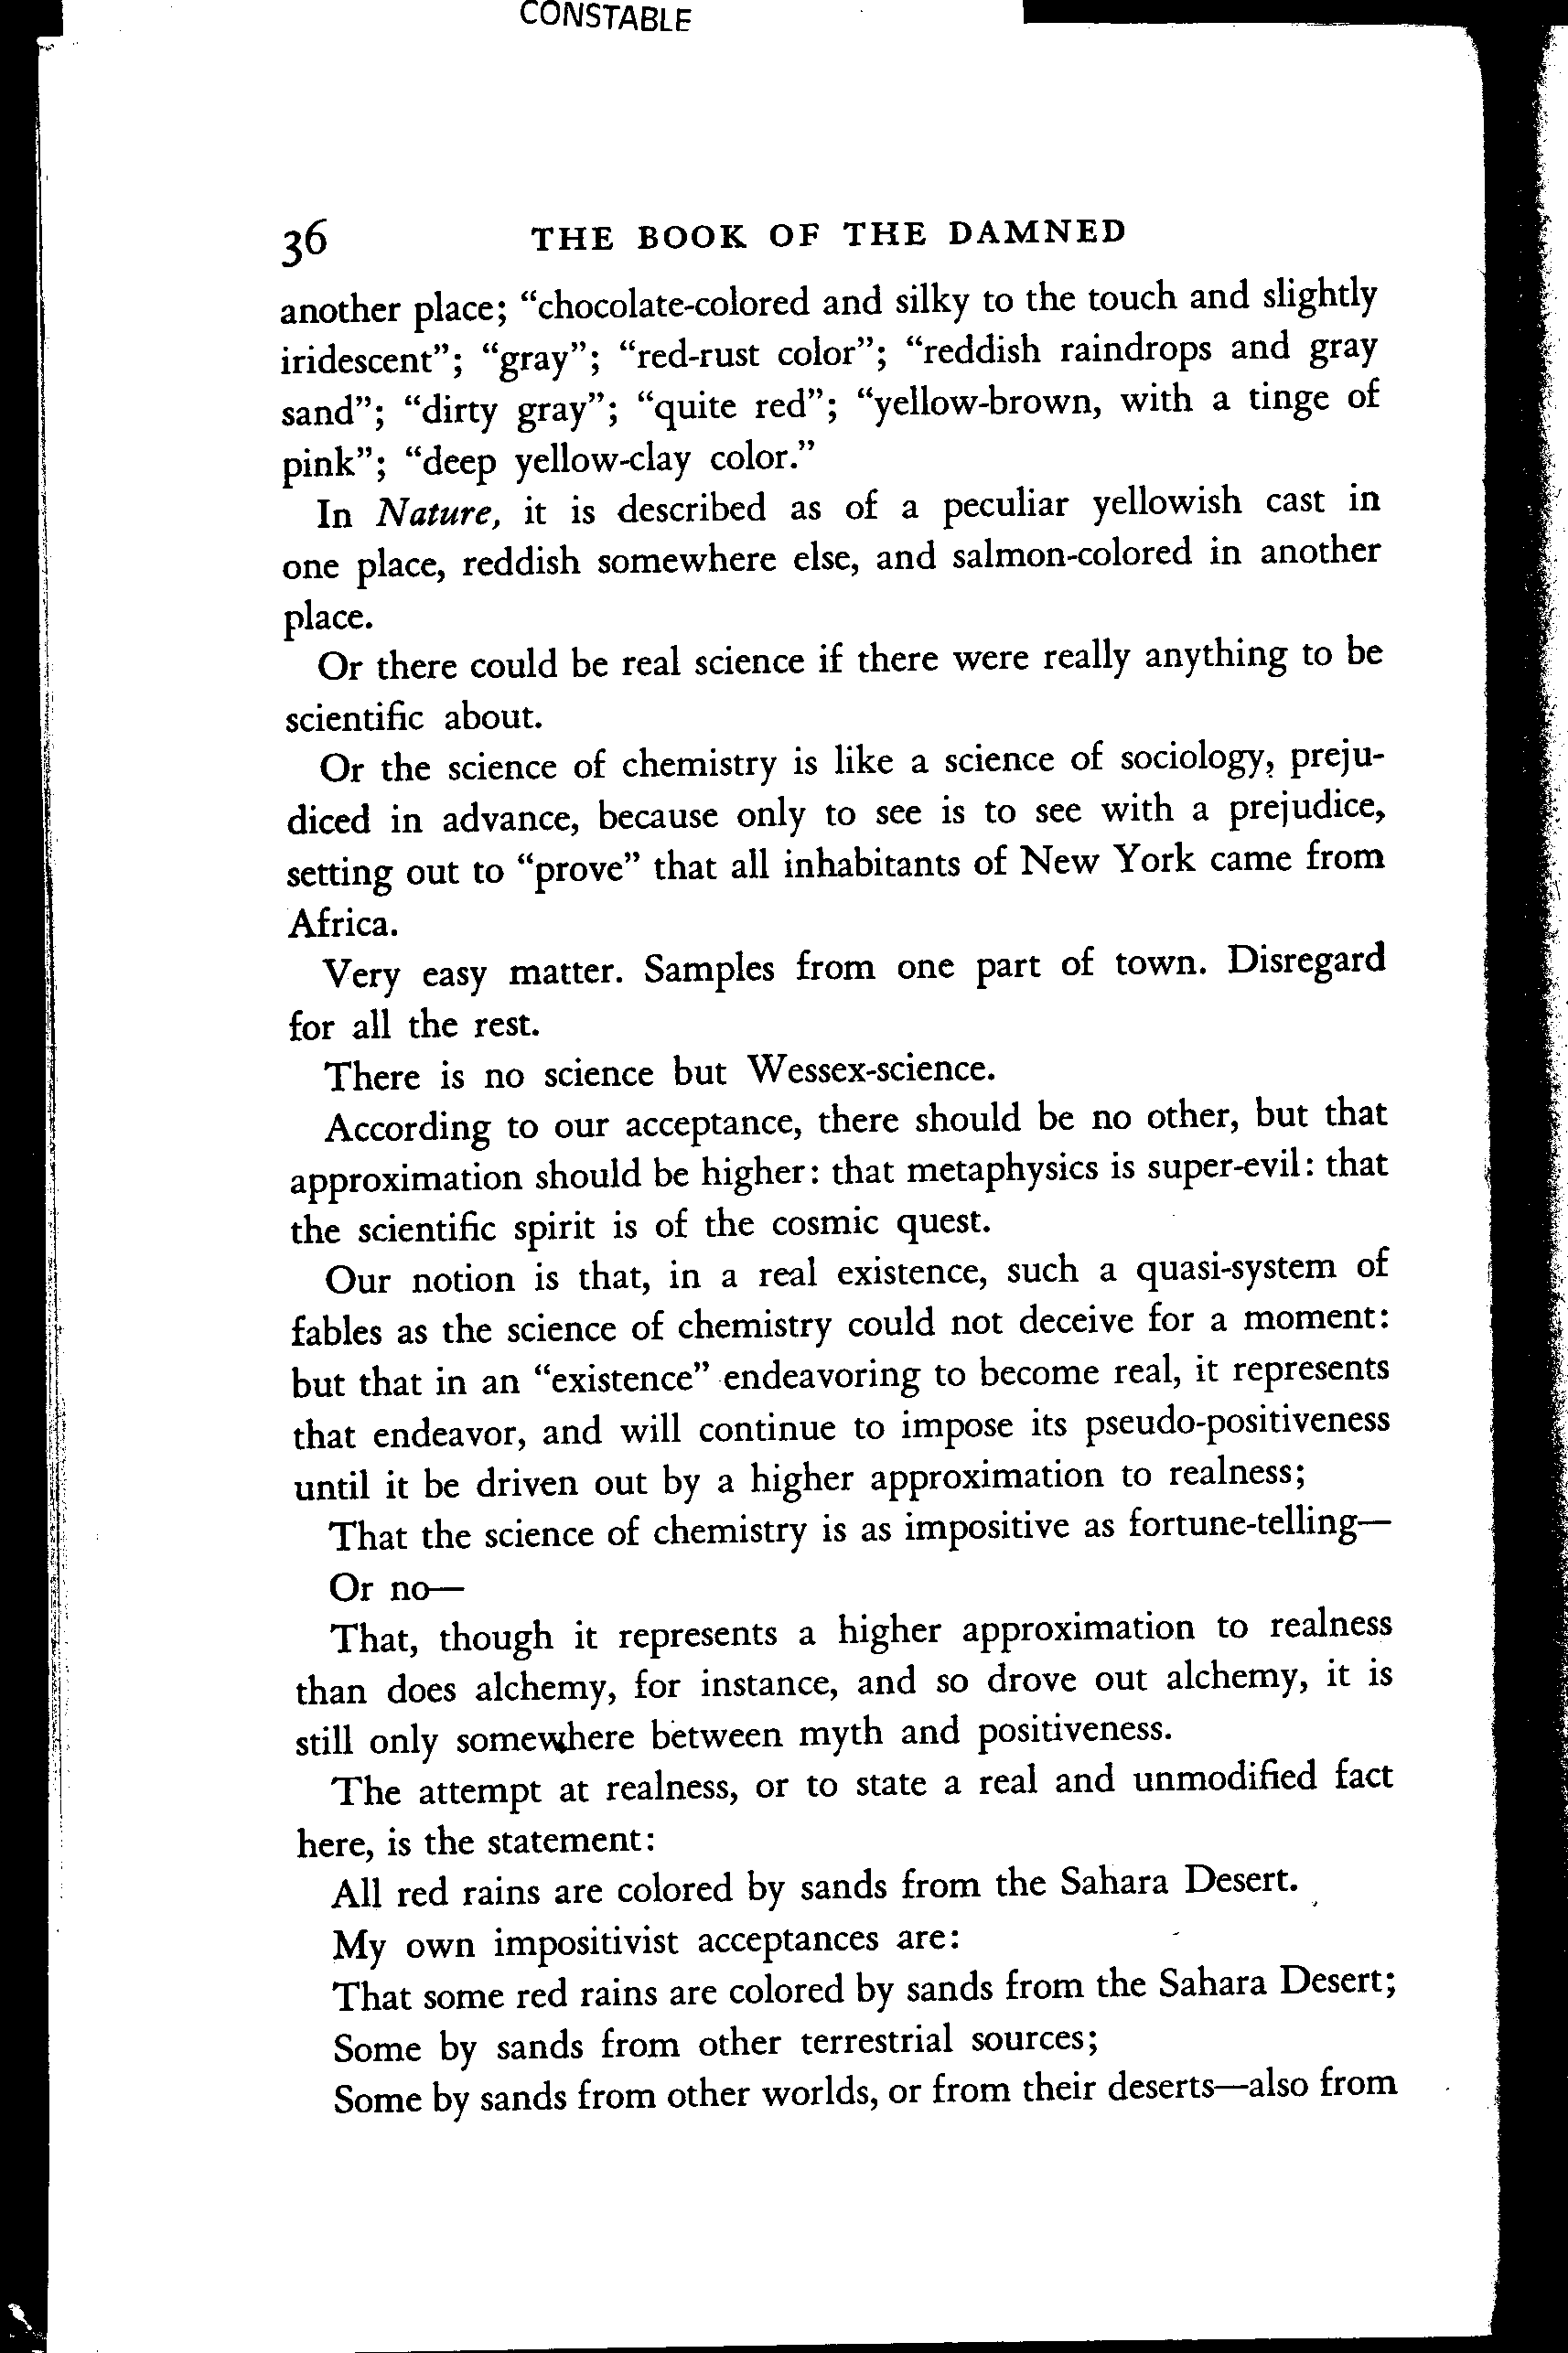 CONSTABLE
36 THE BOOK OF THE DAMNED
another place; “chocolate-colored and silky to the touch and slightly
iridescent”; “gray”; “red-rust color”; “reddish raindrops and gray
sand”; “dirty gray”; “quite red”; “yellow-brown, with a tinge of
pink”; “deep yellow-clay color.”
In Nature, it is described as of a peculiar yellowish cast in
one place, reddish somewhere else, and salmon-colored in another
place.
Or there could be real science if there were really anything to be
scientific about.
Or the science of chemistry is like a science of sociology, preju-
diced in advance, because only to see is to see with a prejudice,
setting out to “prove” that all inhabitants of New York came from
Africa.
Very easy matter. Samples from one part of town. Disregard
for all the rest.
There is no science but Wessex-science.
According to our acceptance, there should be no other, but that
approximation should be higher: that metaphysics is super-evil: that
the scientific spirit is of the cosmic quest.
Our notion is that, in a real existence, such a quasi-system of
fables as the science of chemistry could not deceive for a moment:
but that in an “existence” endeavoring to become real, it represents
that endeavor, and will continue to impose its pseudo-positiveness
until it be driven out by a higher approximation to realness;
That the science of chemistry is as impositive as fortune-telling—
Or no—
That, though it represents a higher approximation to realness
than does alchemy, for instance, and so drove out alchemy, it is
still only somewhere between myth and positiveness.
The attempt at realness, or to state a real and unmodified fact
here, is the statement:
All red rains are colored by sands from the Sahara Desert.
My own impositivist acceptances are:
That some red rains are colored by sands from the Sahara Desert;
Some by sands from other terrestrial sources;
Some by sands from other worlds, or from their deserts—also from